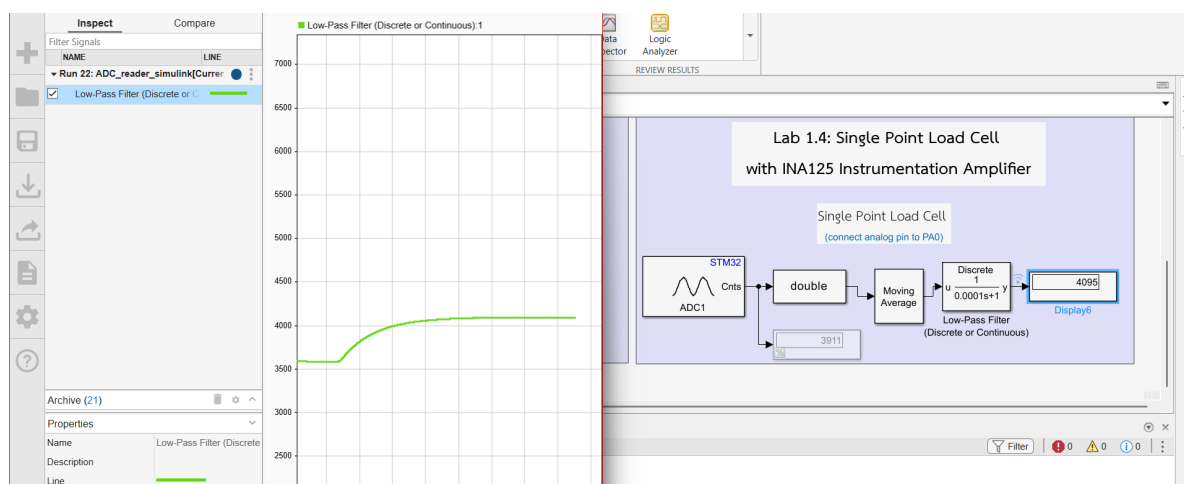 Inspect Compare
Filter Signals
NAME LINE
Run 22: ADC_reader_simulink[Currer
Low-Pass Filter (Discrete or C
Archive (21)
Properties
Name Low-Pass Filter (Discrete
Description
Line
Low-Pass Filter (Discrete or Continuous):1
7000
6500
6000
5500
5000
4500
4000
3500
3000
2500
Data
Inspector
Logic
Analyzer
REVIEW RESULTS
Lab 1.4: Single Point Load Cell
with INA125 Instrumentation Amplifier
Single Point Load Cell
(connect analog pin to PA0)
STM32
Cnts
ADC1
double
Moving
Average
Discrete
u 1 y
0.0001s+1
Low-Pass Filter
(Discrete or Continuous)
4095
Display6
3911
Filter 0 0 0